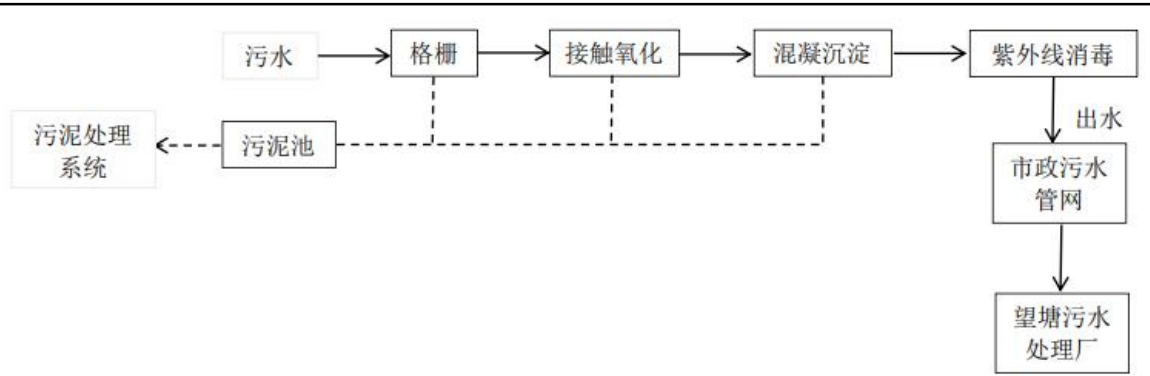 污水
格栅
接触氧化
混凝沉淀
紫外线消毒
出水
污泥处理
系统
污泥池
市政污水
管网
望塘污水
处理厂